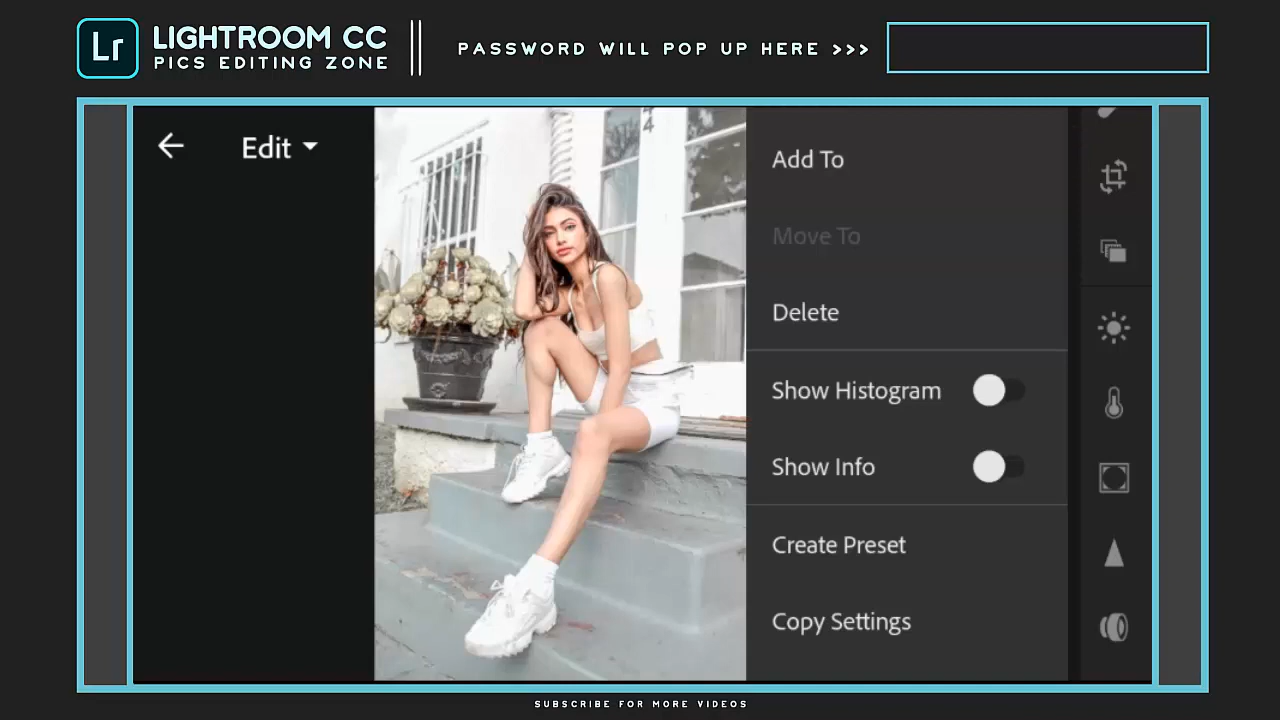 Lr
LIGHTROOM CC
PICS EDITING ZONE
PASSWORD WILL POP UP HERE >>>
Edit
Add To
Move To
Delete
Show Histogram
Show Info
Create Preset
Copy Settings
SUBSCRIBE FOR MORE VIDEOS